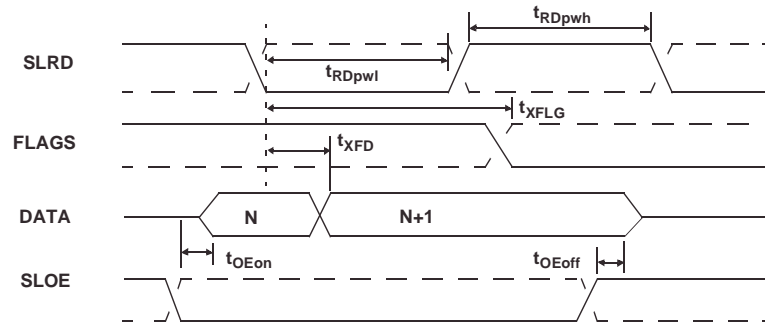 tRDpwh
SLRD
tRDpwl
tXFLG
FLAGS
tXFD
DATA
N
N+1
tOEon
tOEoff
SLOE